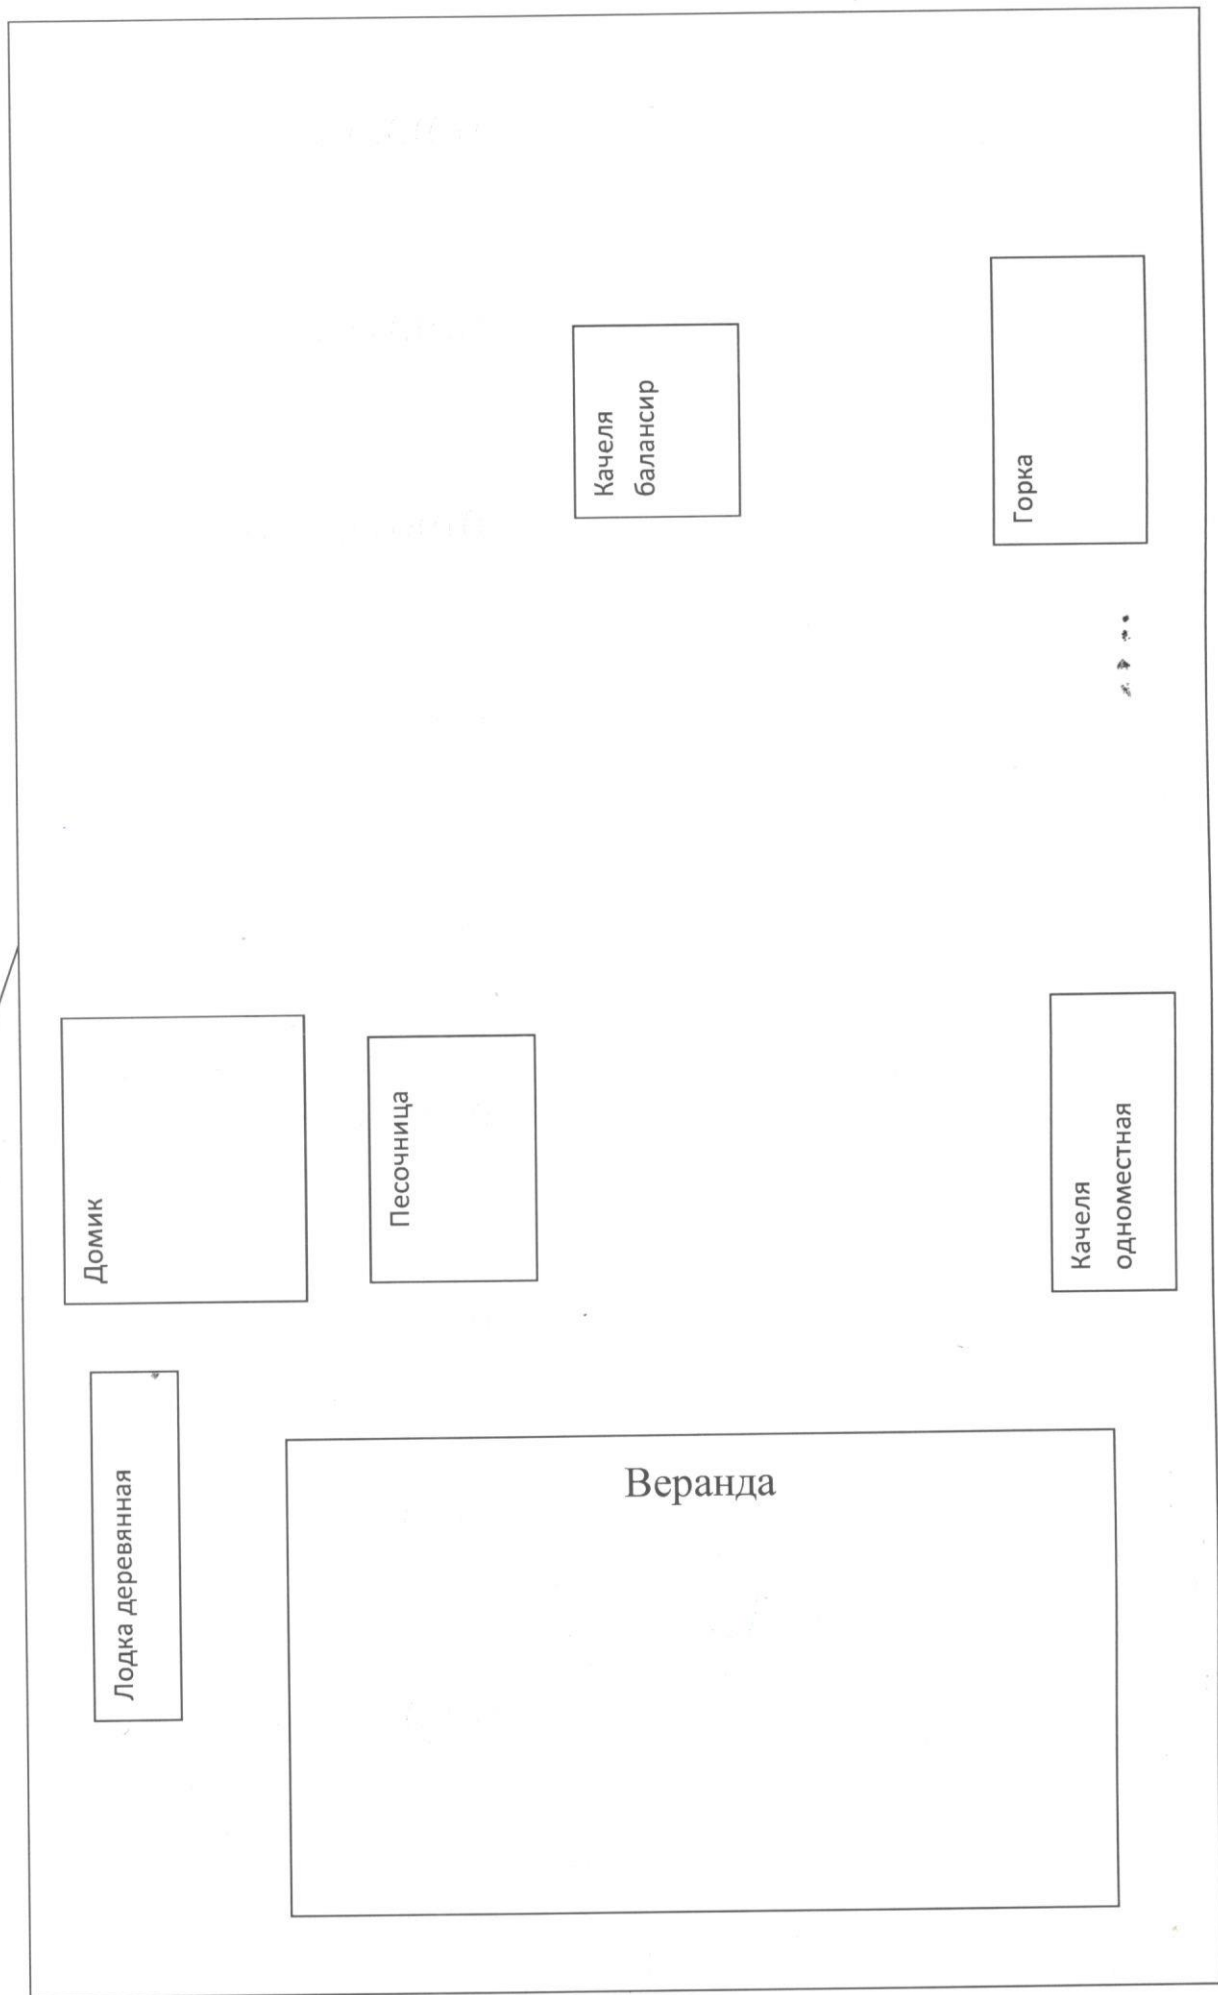 Качеля
балансир
Горка
Домик
Песочница
Качеля
одноместная
Лодка деревянная
Веранда